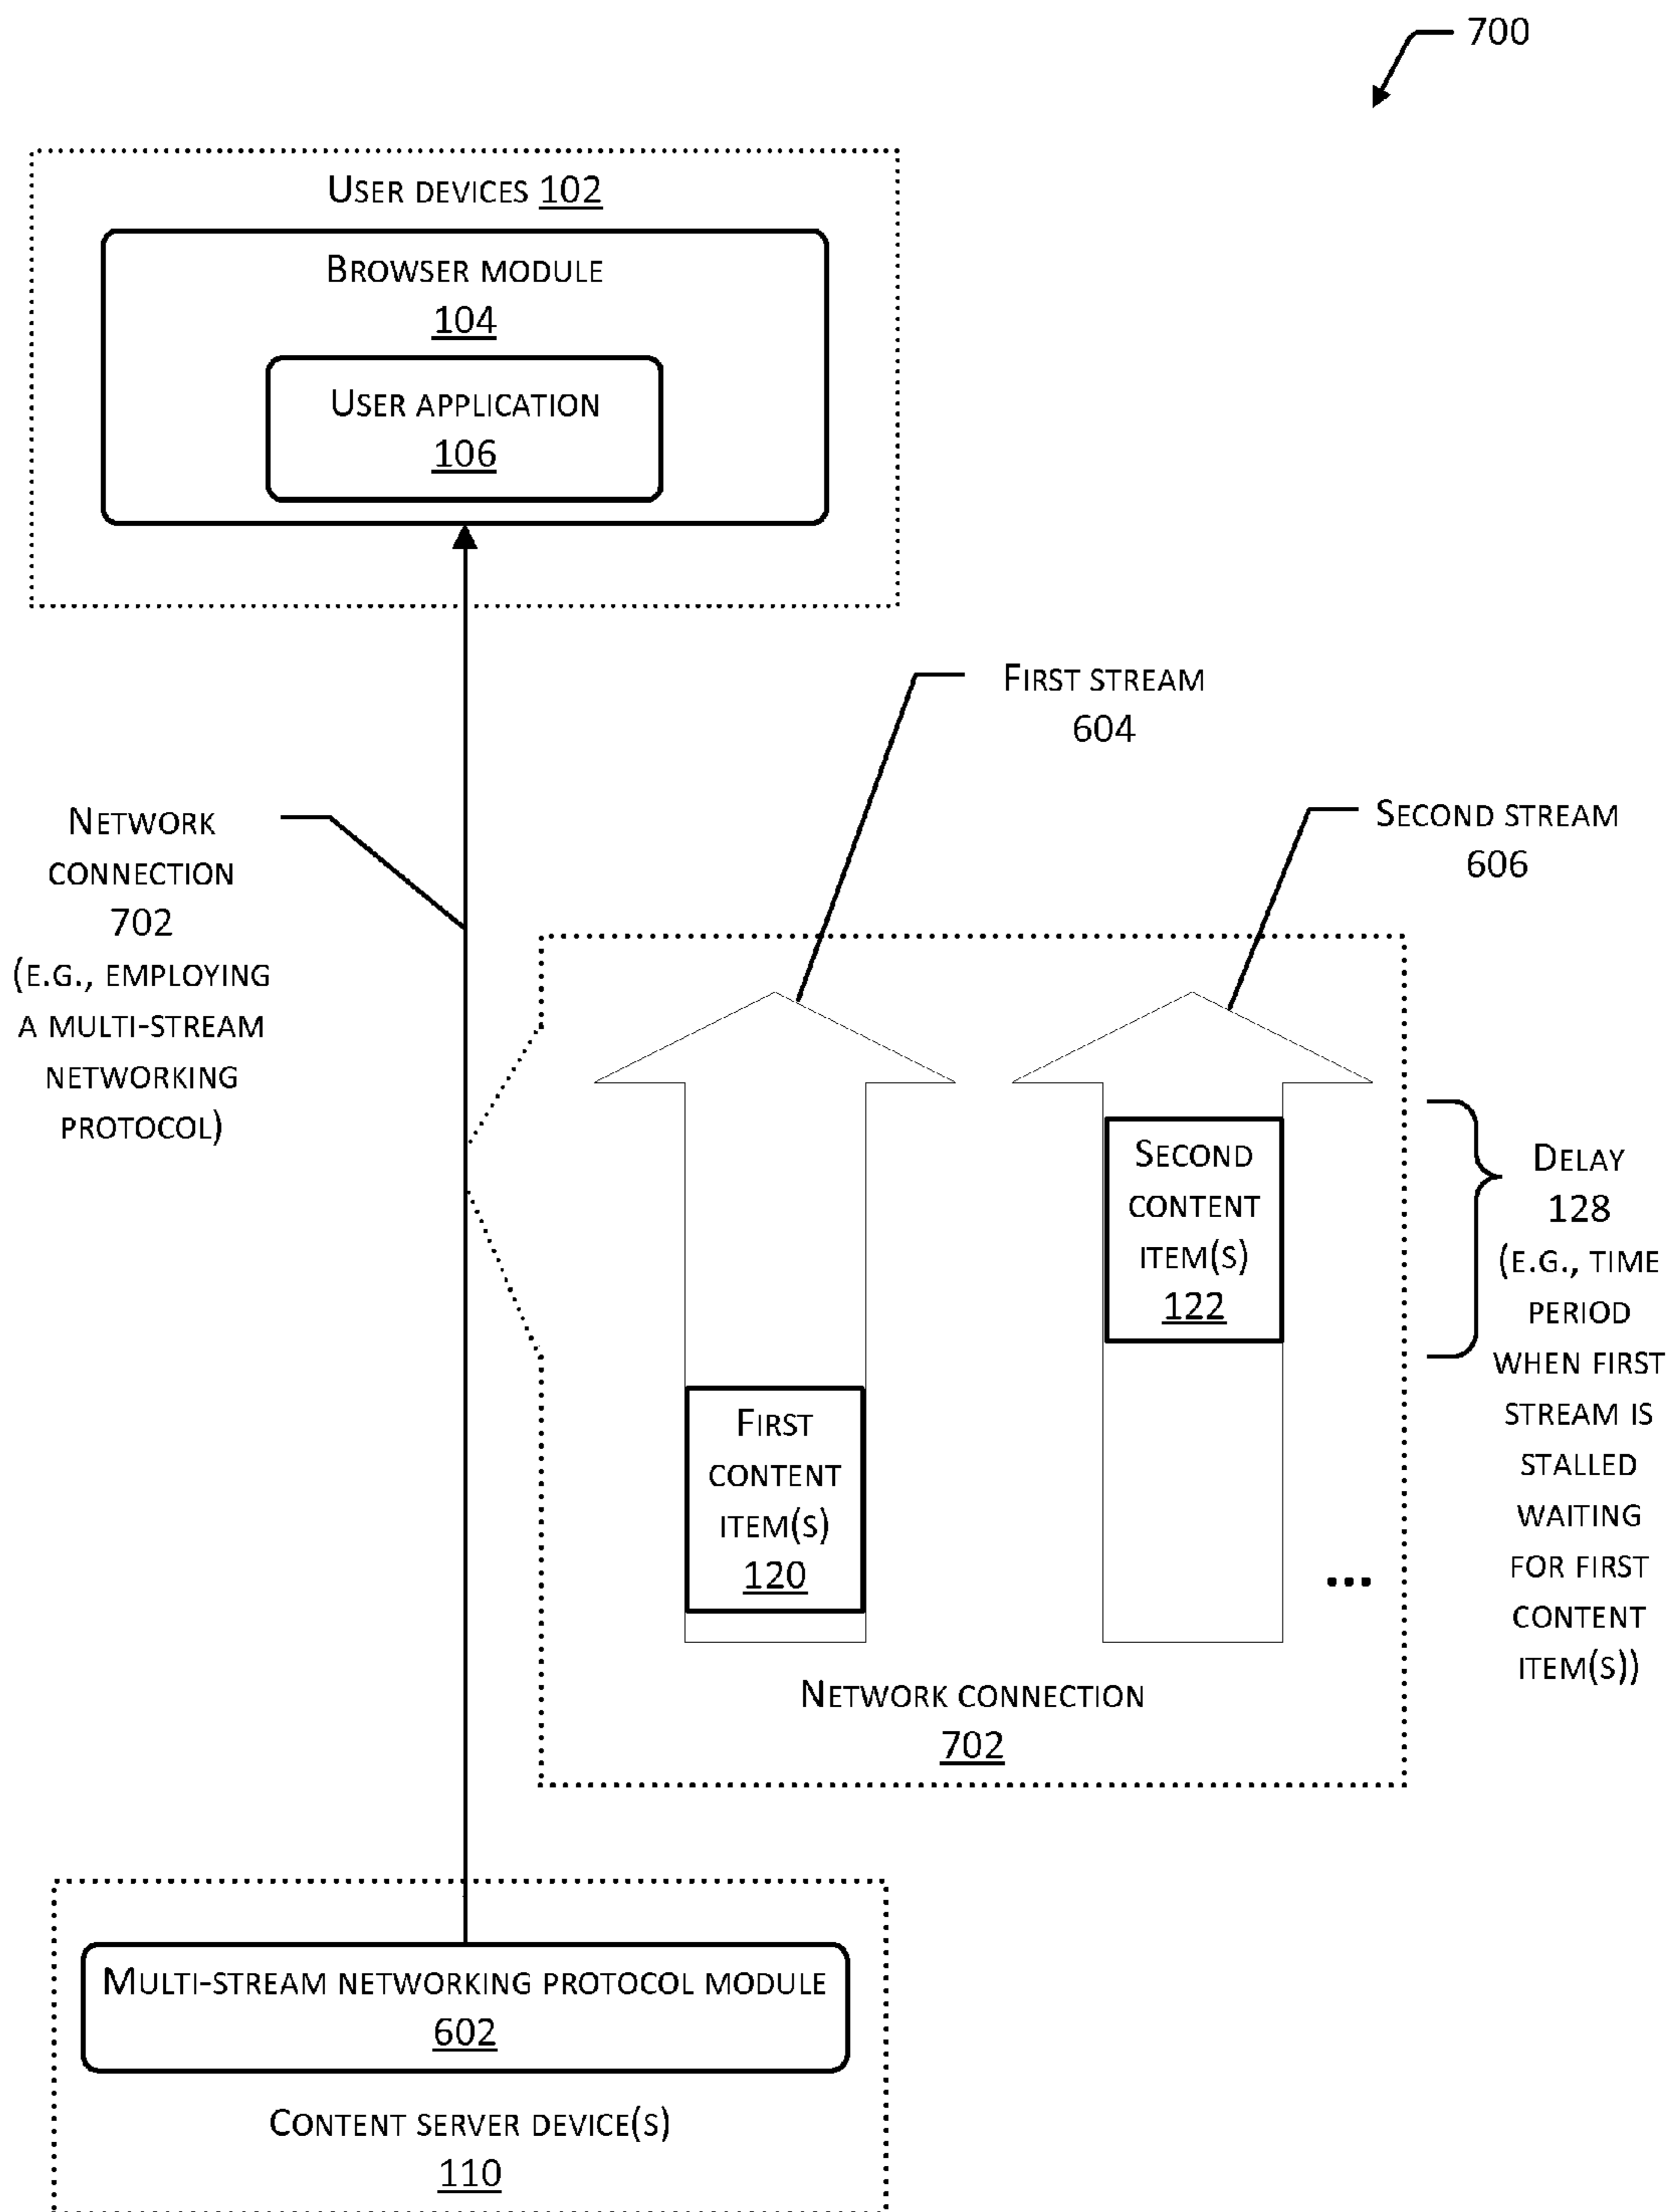 700
User devices 102
Browser module
104
User application
106
First stream
604
Second stream
606
Network
connection
702
(e.g., employing
a multi-stream
networking
protocol)
Second
content
item(s)
122
Delay
128
(e.g., time
period
when first
stream is
stalled
waiting
for first
content
item(s))
First
content
item(s)
120
...
Network connection
702
Multi-stream networking protocol module
602
Content server device(s)
110